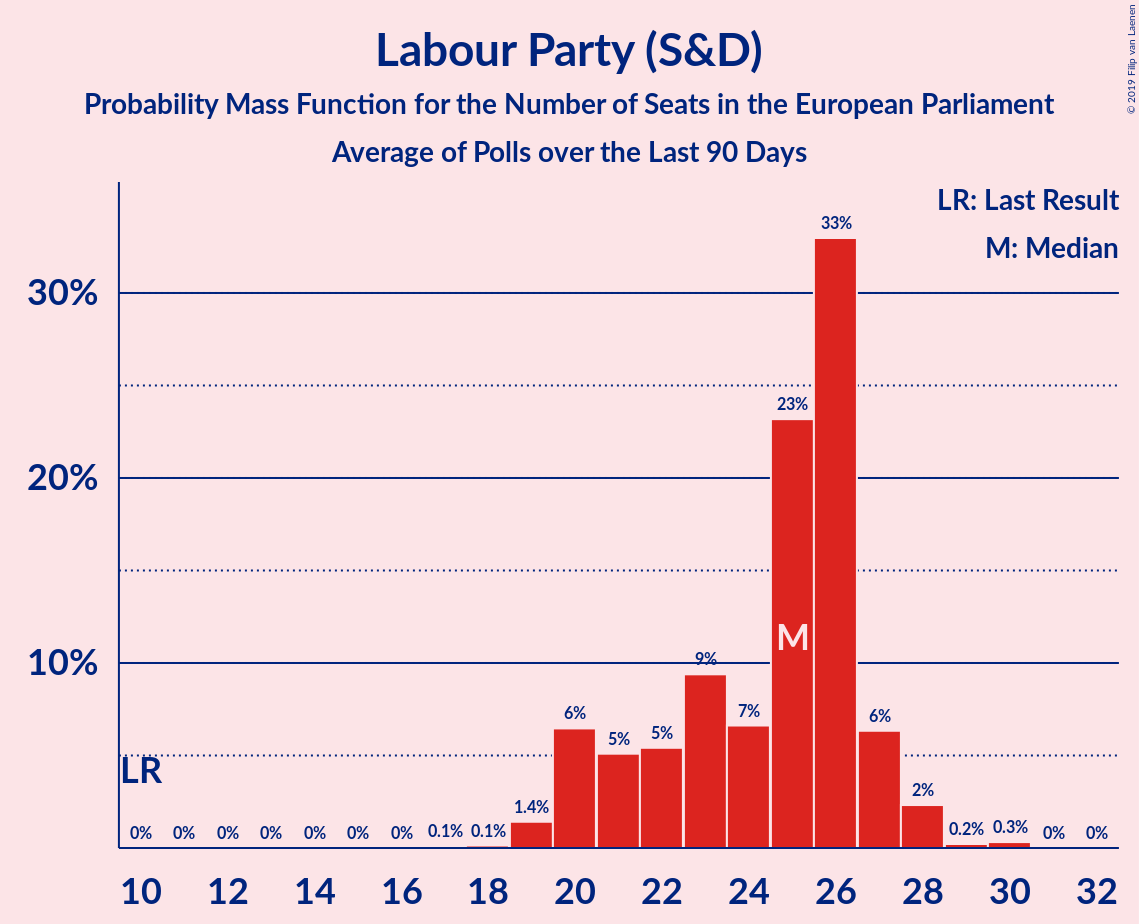 Labour Party (S&D)
Probability Mass Function for the Number of Seats in the European Parliament
Average of Polls over the Last 90 Days
© 2019 Filip van Laenen
LR: Last Result
M: Median
33%
30%
23%
20%
M
10%
9%
7%
6%
6%
5%
5%
LR
2%
1.4%
0% 0% 0% 0% 0% 0% 0% 0.1% 0.1% 0.2% 0.3% 0% 0%
10 12 14 16 18 20 22 24 26 28 30 32